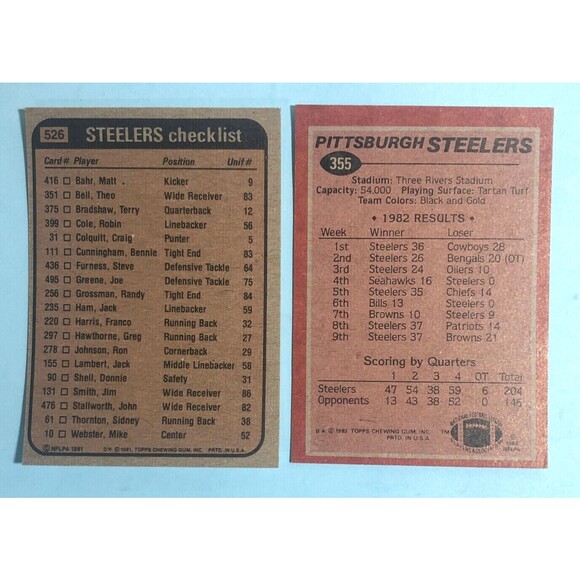 526 STEELERS checklist
Card # Player Position Unif #
416 Bahr, Matt Kicker 9
351 Bell, Theo Wide Receiver 83
375 Bradshaw, Terry Quarterback 12
399 Cole, Robin Linebacker 56
31 Colquitt, Craig Punter 5
111 Cunningham, Bennie Tight End 83
436 Furness, Steve Defensive Tackle 64
495 Greene, Joe Defensive Tackle 75
256 Grossman, Randy Tight End 84
235 Ham, Jack Linebacker 59
220 Harris, Franco Running Back 32
297 Hawthorne, Greg Running Back 27
278 Johnson, Ron Cornerback 29
155 Lambert, Jack Middle Linebacker 58
90 Shell, Donnie Safety 31
131 Smith, Jim Wide Receiver 86
476 Stallworth, John Wide Receiver 82
61 Thornton, Sidney Running Back 38
10 Webster, Mike Center 52
© NFLPA 1981 © 1981, TOPPS CHEWING GUM, INC. PRTD. IN U.S.A.
PITTSBURGH STEELERS
355
Stadium: Three Rivers Stadium
Capacity: 54,000 Playing Surface: Tartan Turf
Team Colors: Black and Gold
• 1982 RESULTS •
Week Winner Loser
1st Steelers 36 Cowboys 28
2nd Steelers 26 Bengals 20 (OT)
3rd Steelers 24 Oilers 10
4th Seahawks 16 Steelers 0
5th Steelers 35 Chiefs 14
6th Bills 13 Steelers 0
7th Browns 10 Steelers 9
8th Steelers 37 Patriots 14
9th Steelers 37 Browns 21
Scoring by Quarters
1 2 3 4 OT Total
Steelers 47 54 38 59 6 204
Opponents 13 43 38 52 0 146
© 1983, TOPPS CHEWING GUM, INC.
PRTD. IN U.S.A.